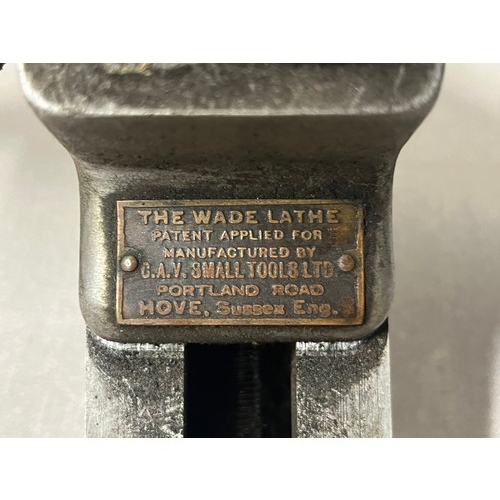 THE WADE LATHE
PATENT APPLIED FOR
MANUFACTURED BY
C.A.V. SMALL TOOLS LTD.
PORTLAND ROAD
HOVE, Sussex Eng.